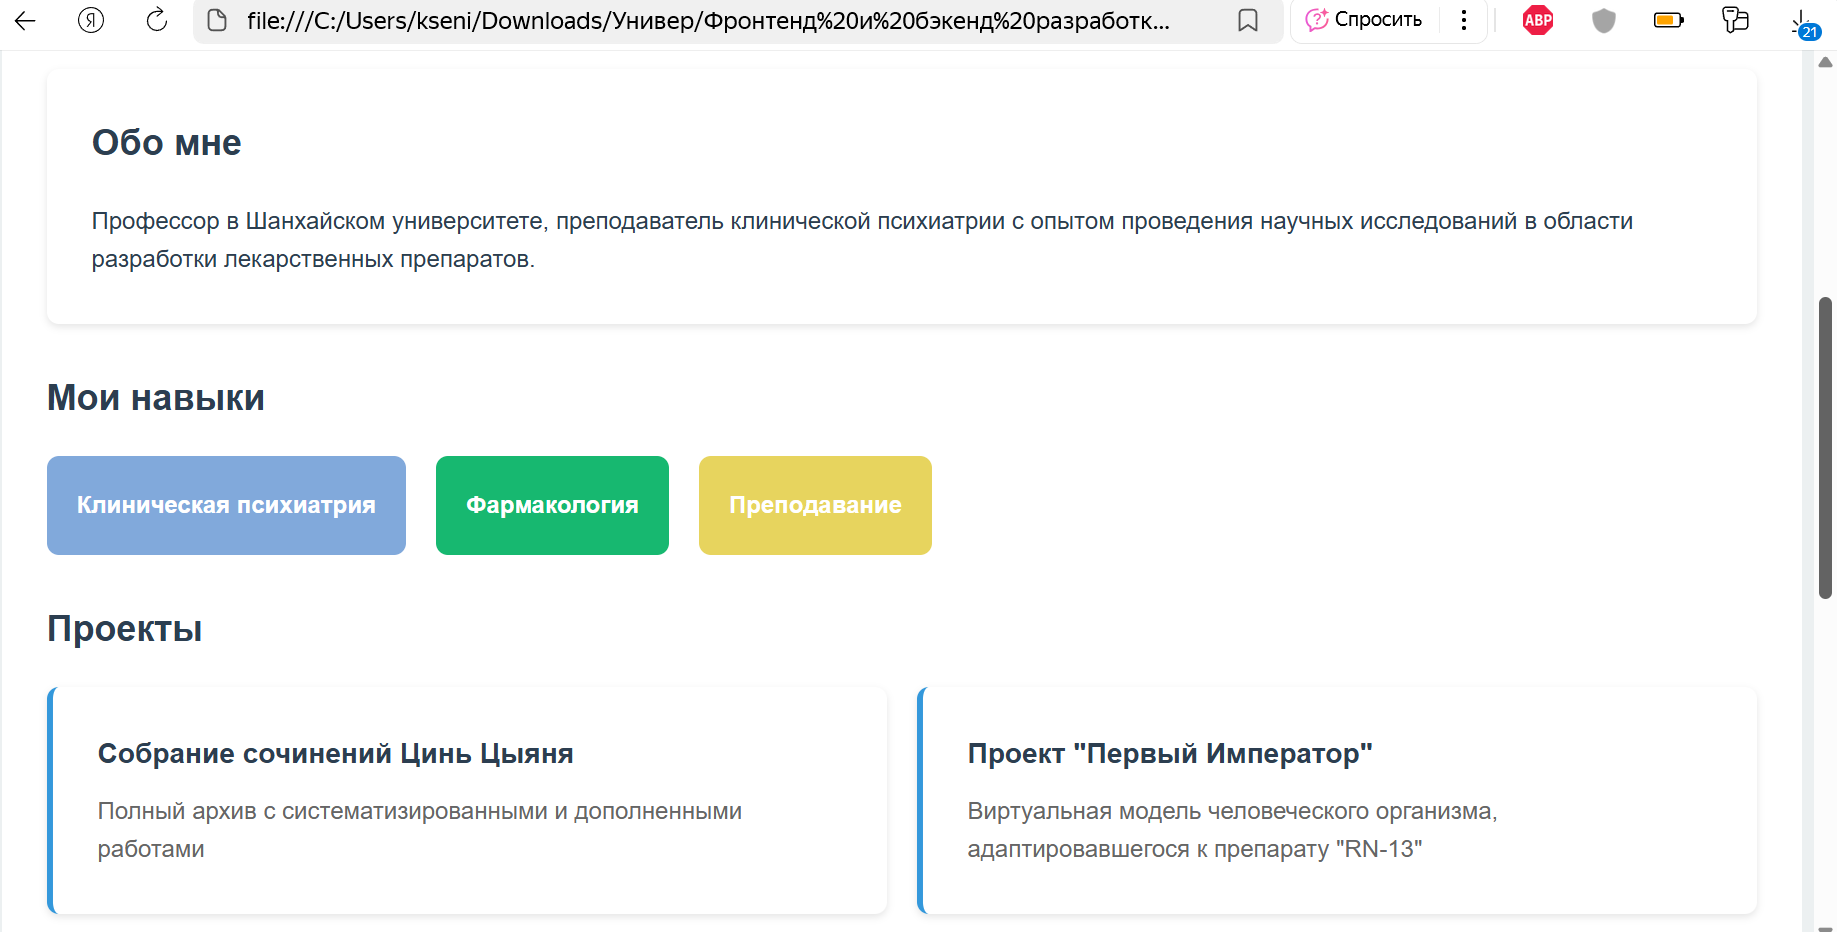 Я
file:///C:/Users/kseni/Downloads/Универ/Фронтенд%20и%20бэкенд%20разработк...
Спросить
ABP
21
Обо мне
Профессор в Шанхайском университете, преподаватель клинической психиатрии с опытом проведения научных исследований в области
разработки лекарственных препаратов.
Мои навыки
Клиническая психиатрия
Фармакология
Преподавание
Проекты
Собрание сочинений Цинь Цыяня
Полный архив с систематизированными и дополненными
работами
Проект "Первый Император"
Виртуальная модель человеческого организма,
адаптировавшегося к препарату "RN-13"